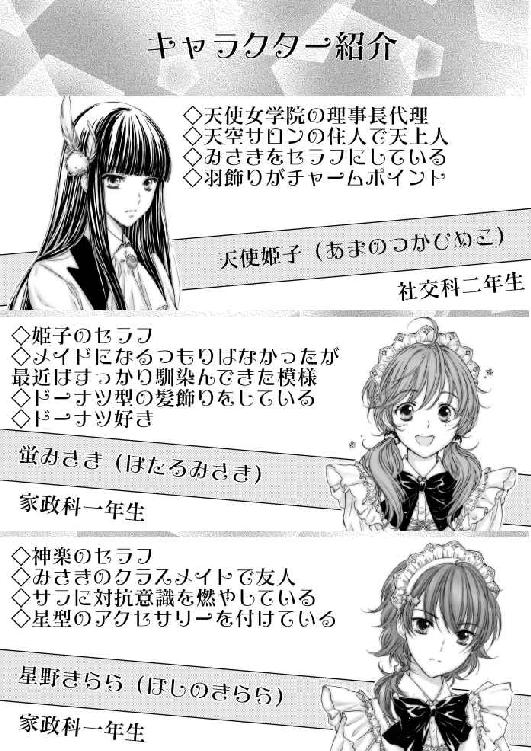 キャラクター紹介
◇天使女学院の理事長代理
◇天空サロンの住人で天上人
◇みさきをセラフにしている
◇羽飾りがチャームポイント
天使姫子（あまのつかひめこ）
社交科二年生
◇姫子のセラフ
◇メイドになるつもりはなかったが
最近はすっかり馴染んできた模様
◇ドーナツ型の髪飾りをしている
◇ドーナツ好き
蛍みさき（ほたるみさき）
家政科一年生
◇神楽のセラフ
◇みさきのクラスメイトで友人
◇サラに対抗意識を燃やしている
◇星型のアクセサリーを付けている
星野きらら（ほしのきらら）
家政科一年生